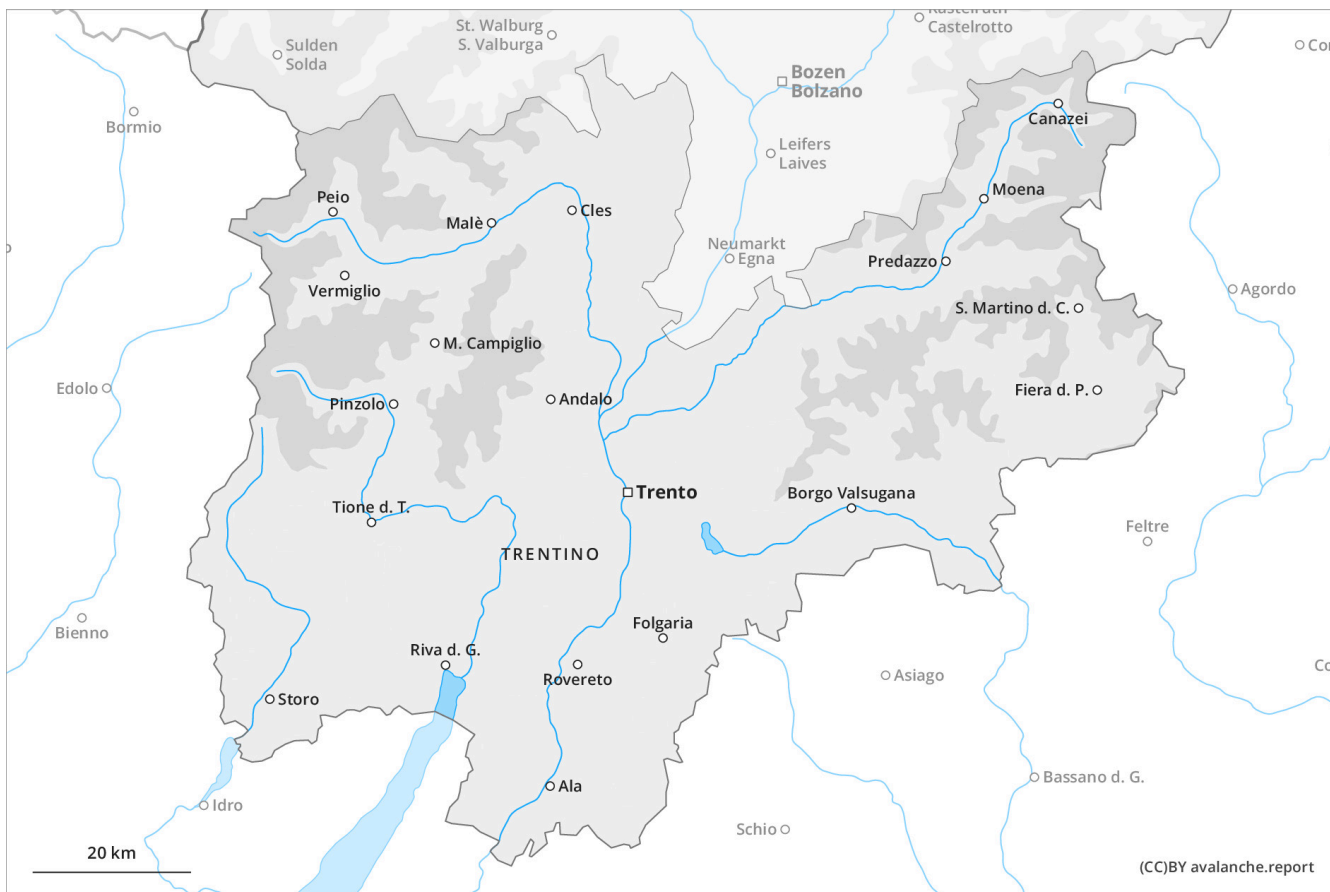 St. Walburg
S. Valburga
Castelrotto
Sulden
Solda
Bozen
Bolzano
Bormio
Canazei
Leifers
Laives
Peio
Moena
Malè
Cles
Neumarkt
Egna
Predazzo
Vermiglio
Agordo
S. Martino d. C.
M. Campiglio
Edolo
Pinzolo
Andalo
Fiera d. P.
Trento
Borgo Valsugana
Tione d. T.
Feltre
TRENTINO
Bienno
Folgaria
Riva d. G.
Rovereto
Asiago
Storo
Bassano d. G.
Ala
Idro
Schio
20 km
(CC)BY avalanche.report